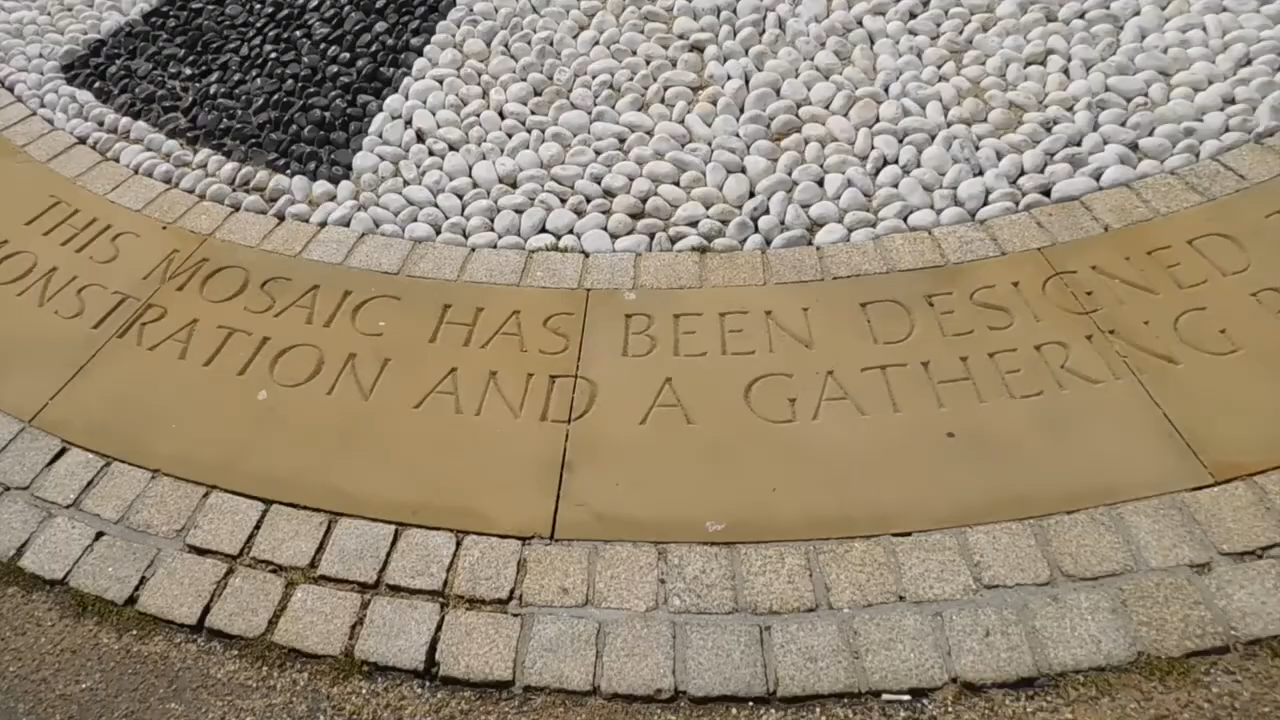 THIS MOSAIC HAS BEEN DESIGNED
ONSTRATION AND A GATHERING